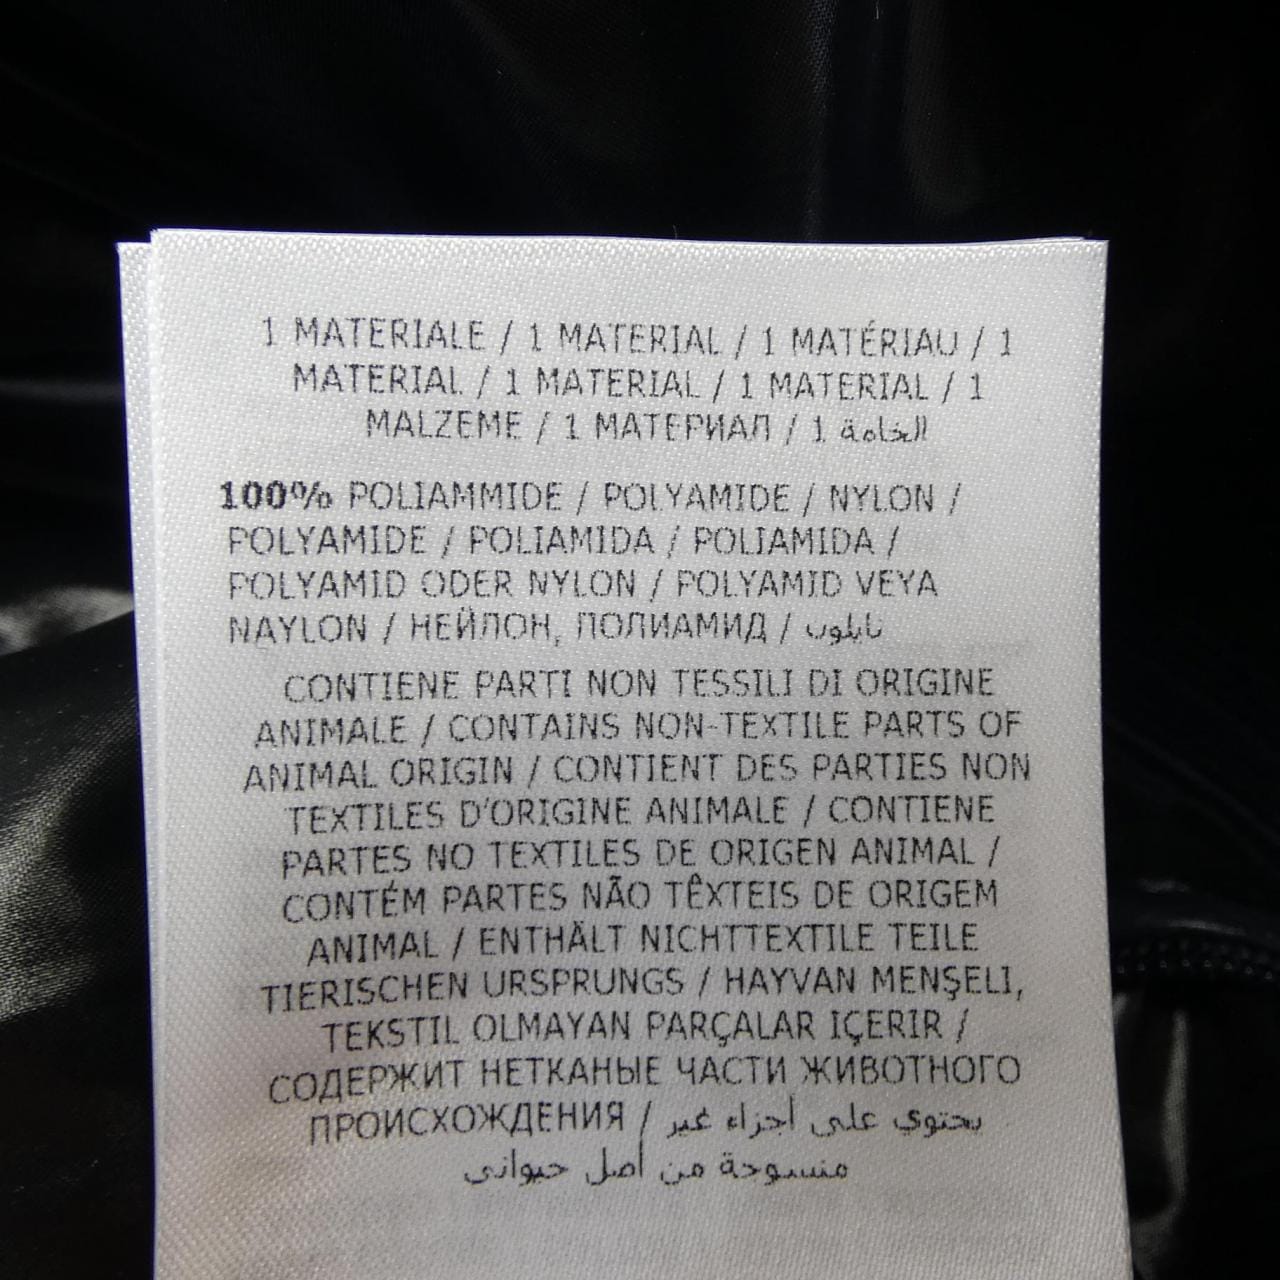 1 MATERIALE / 1 MATERIAL / 1 MATÉRIAU / 1
MATERIAL / 1 MATERIAL / 1 MATERIAL / 1
MALZEME / 1 МАТЕРИАЛ / 1 الخامة
100% POLIAMMIDE / POLYAMIDE / NYLON /
POLYAMIDE / POLIAMIDA / POLIAMIDA /
POLYAMID ODER NYLON / POLYAMID VEYA
NAYLON / НЕЙЛОН, ПОЛИАМИД / نايلون
CONTIENE PARTI NON TESSILI DI ORIGINE
ANIMALE / CONTAINS NON-TEXTILE PARTS OF
ANIMAL ORIGIN / CONTIENT DES PARTIES NON
TEXTILES D'ORIGINE ANIMALE / CONTIENE
PARTES NO TEXTILES DE ORIGEN ANIMAL /
CONTÉM PARTES NÃO TÊXTEIS DE ORIGEM
ANIMAL / ENTHÄLT NICHTTEXTILE TEILE
TIERISCHEN URSPRUNGS / HAYVAN MENŞELI,
TEKSTIL OLMAYAN PARÇALAR IÇERIR /
СОДЕРЖИТ НЕТКАНЫЕ ЧАСТИ ЖИВОТНОГО
ПРОИСХОЖДЕНИЯ / يحتوي على أجزاء غير
منسوجة من أصل حيواني